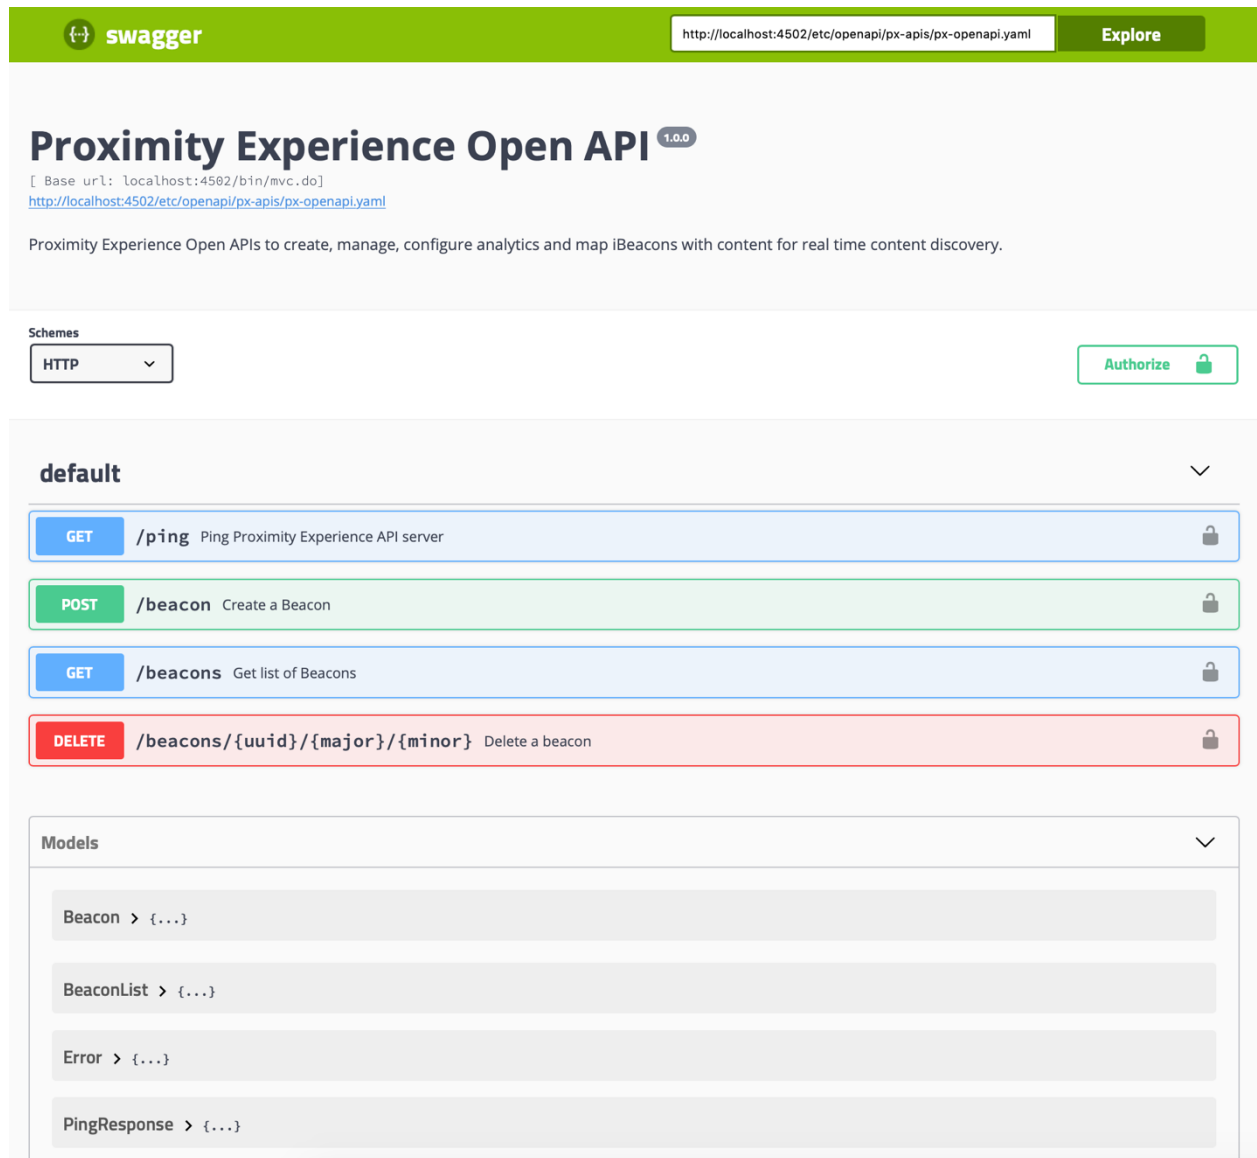 {···} swagger
http://localhost:4502/etc/openapi/px-apis/px-openapi.yaml Explore
Proximity Experience Open API 1.0.0
[ Base url: localhost:4502/bin/mvc.do]
http://localhost:4502/etc/openapi/px-apis/px-openapi.yaml
Proximity Experience Open APIs to create, manage, configure analytics and map iBeacons with content for real time content discovery.
Schemes
HTTP
Authorize
default
GET /ping Ping Proximity Experience API server
POST /beacon Create a Beacon
GET /beacons Get list of Beacons
DELETE /beacons/{uuid}/{major}/{minor} Delete a beacon
Models
Beacon > {...}
BeaconList > {...}
Error > {...}
PingResponse > {...}